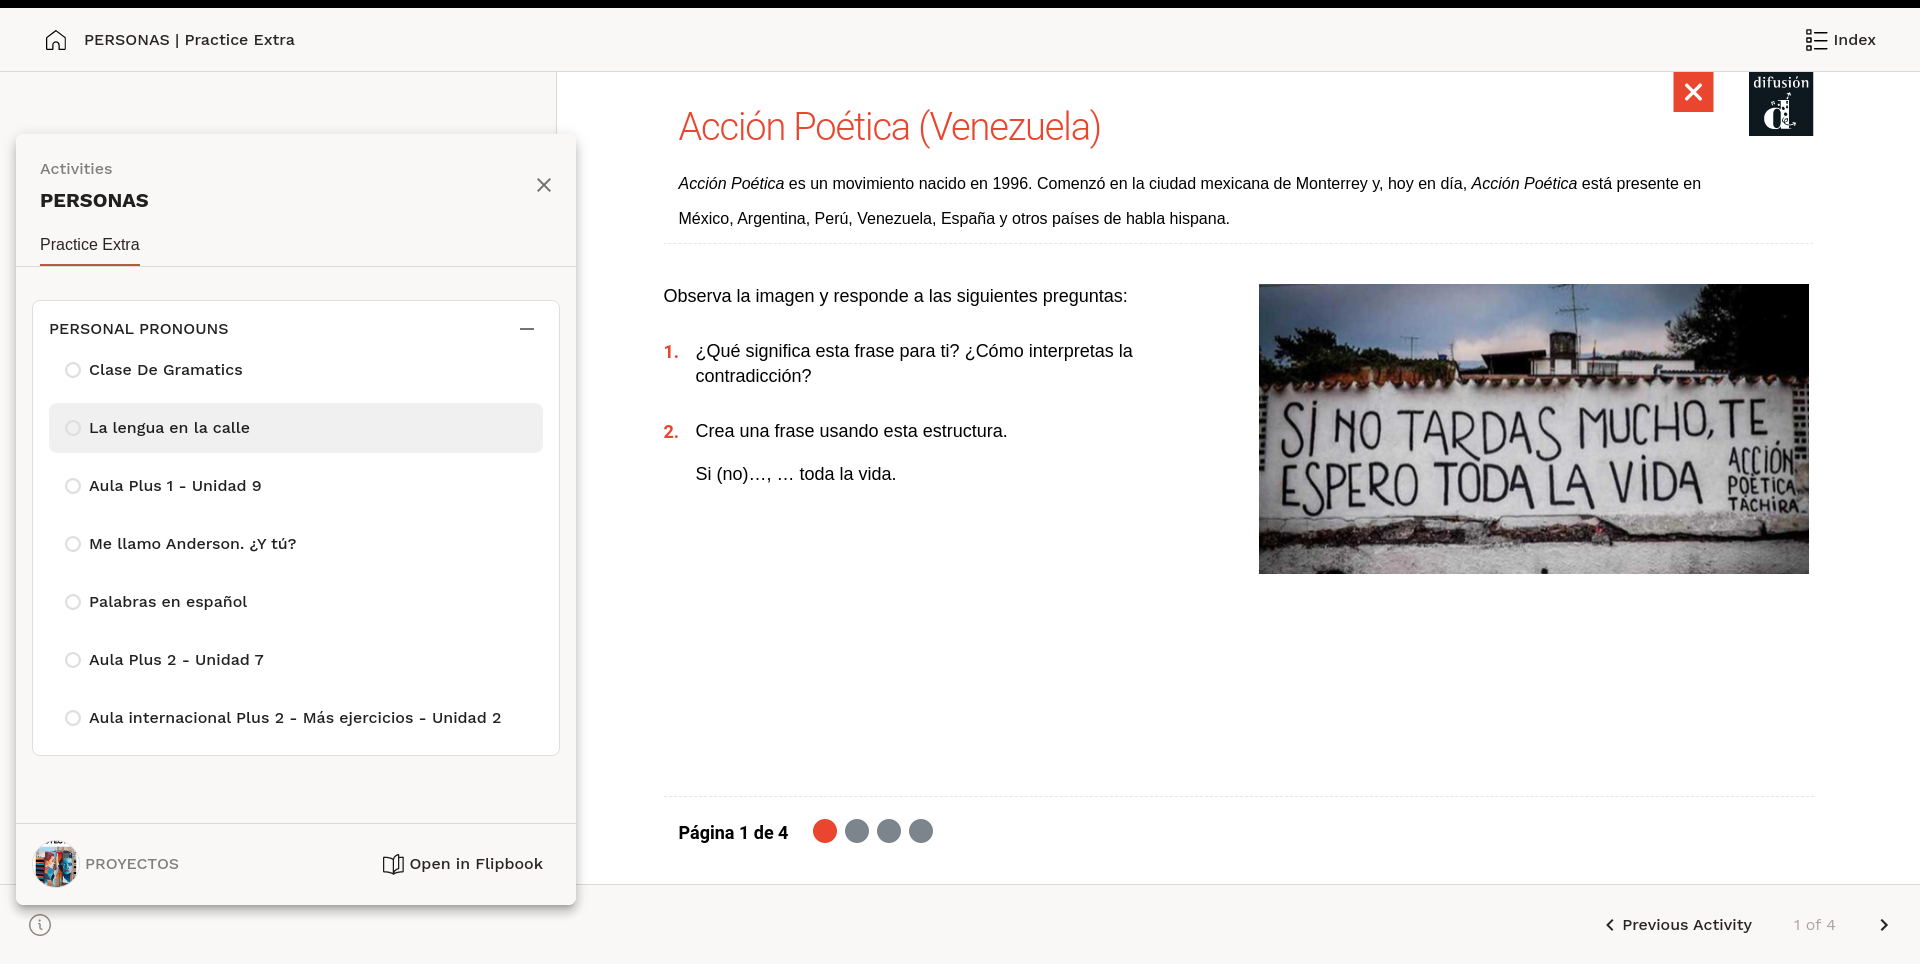 PERSONAS | Practice Extra
Index
Activities
PERSONAS
Practice Extra
PERSONAL PRONOUNS
Clase De Gramatics
La lengua en la calle
Aula Plus 1 - Unidad 9
Me llamo Anderson. ¿Y tú?
Palabras en español
Aula Plus 2 - Unidad 7
Aula internacional Plus 2 - Más ejercicios - Unidad 2
PROYECTOS
Open in Flipbook
difusión
d
Acción Poética (Venezuela)
Acción Poética es un movimiento nacido en 1996. Comenzó en la ciudad mexicana de Monterrey y, hoy en día, Acción Poética está presente en
México, Argentina, Perú, Venezuela, España y otros países de habla hispana.
Observa la imagen y responde a las siguientes preguntas:
1. ¿Qué significa esta frase para ti? ¿Cómo interpretas la
contradicción?
2. Crea una frase usando esta estructura.
Si (no)…, … toda la vida.
SI NO TARDAS MUCHO, TE
ESPERO TODA LA VIDA
ACCIÓN
POÉTICA
TÁCHIRA
Página 1 de 4
Previous Activity
1 of 4